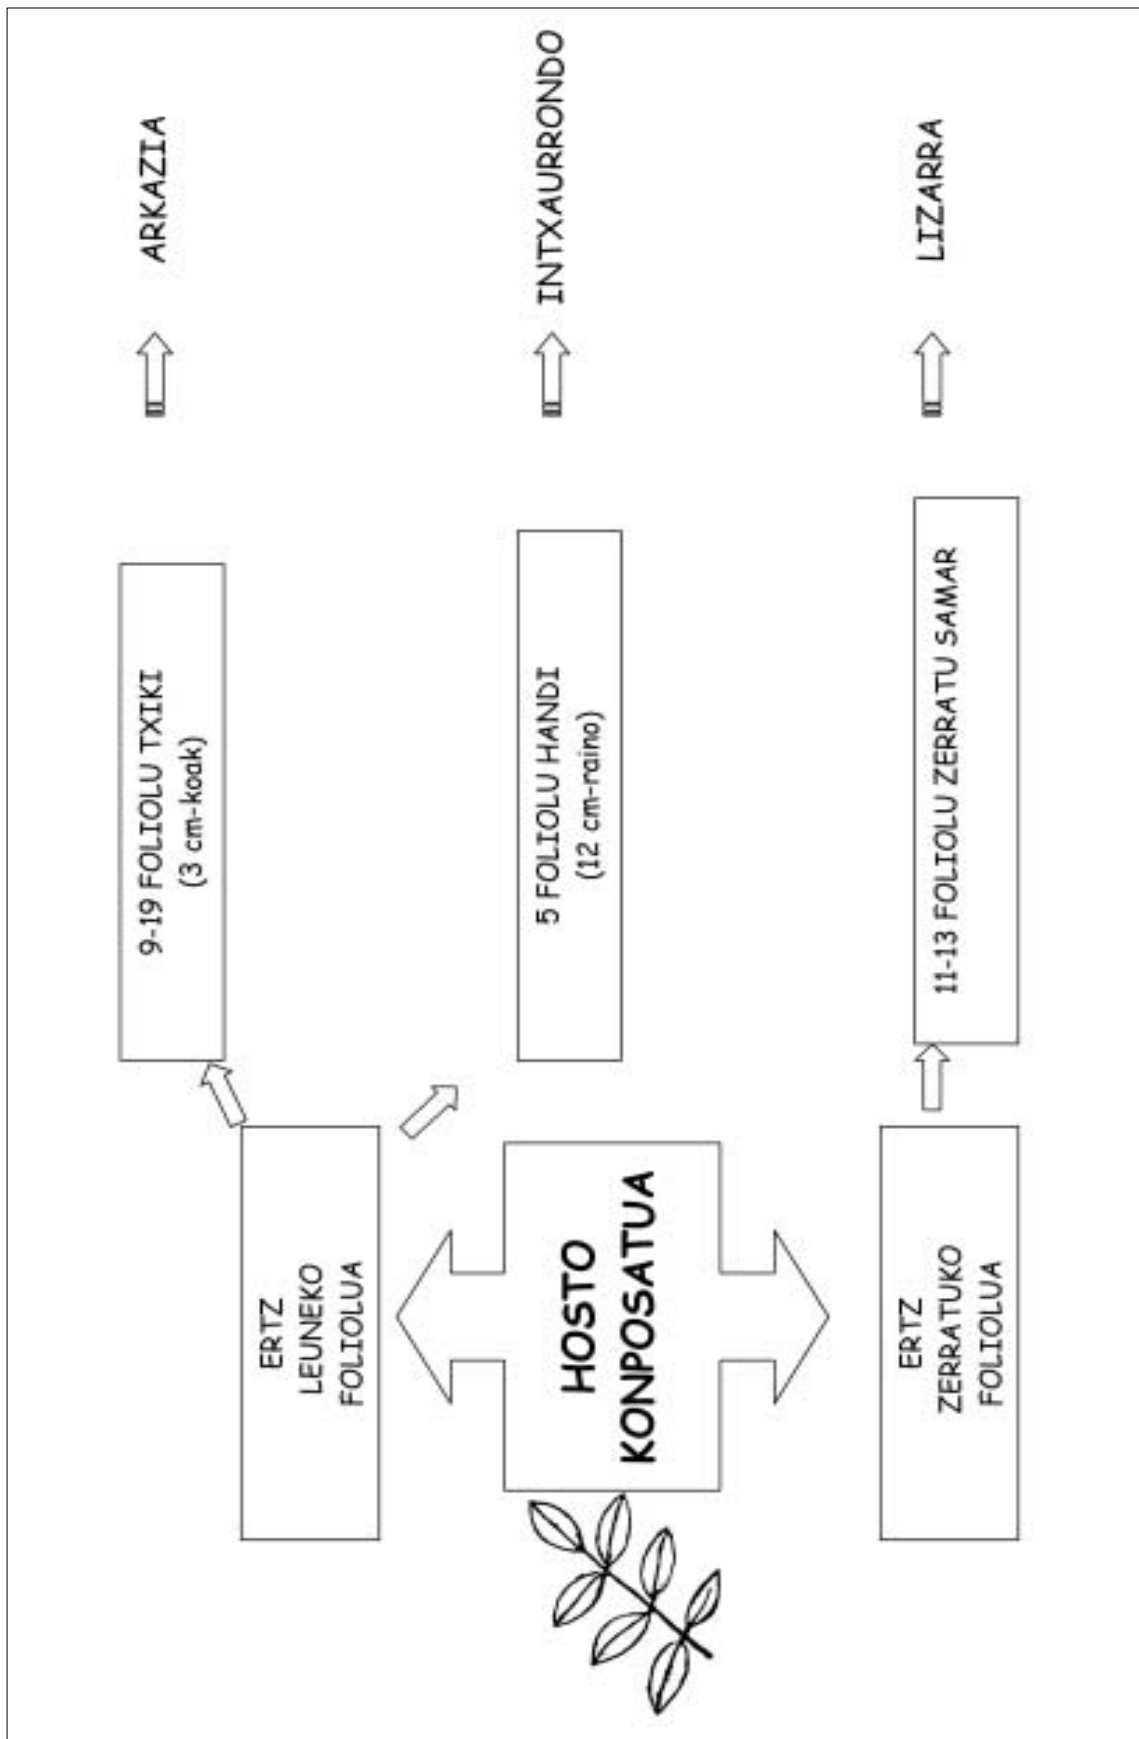 HOSTO
KONPOSATUA
ERTZ
LEUNEKO
FOLIOLUA
9-19 FOLIOLU TXIKI
(3 cm-koak)
ARKAZIA
5 FOLIOLU HANDI
(12 cm-raino)
INTXAURRONDO
ERTZ
ZERRATUKO
FOLIOLUA
11-13 FOLIOLU ZERRATU SAMAR
LIZARRA